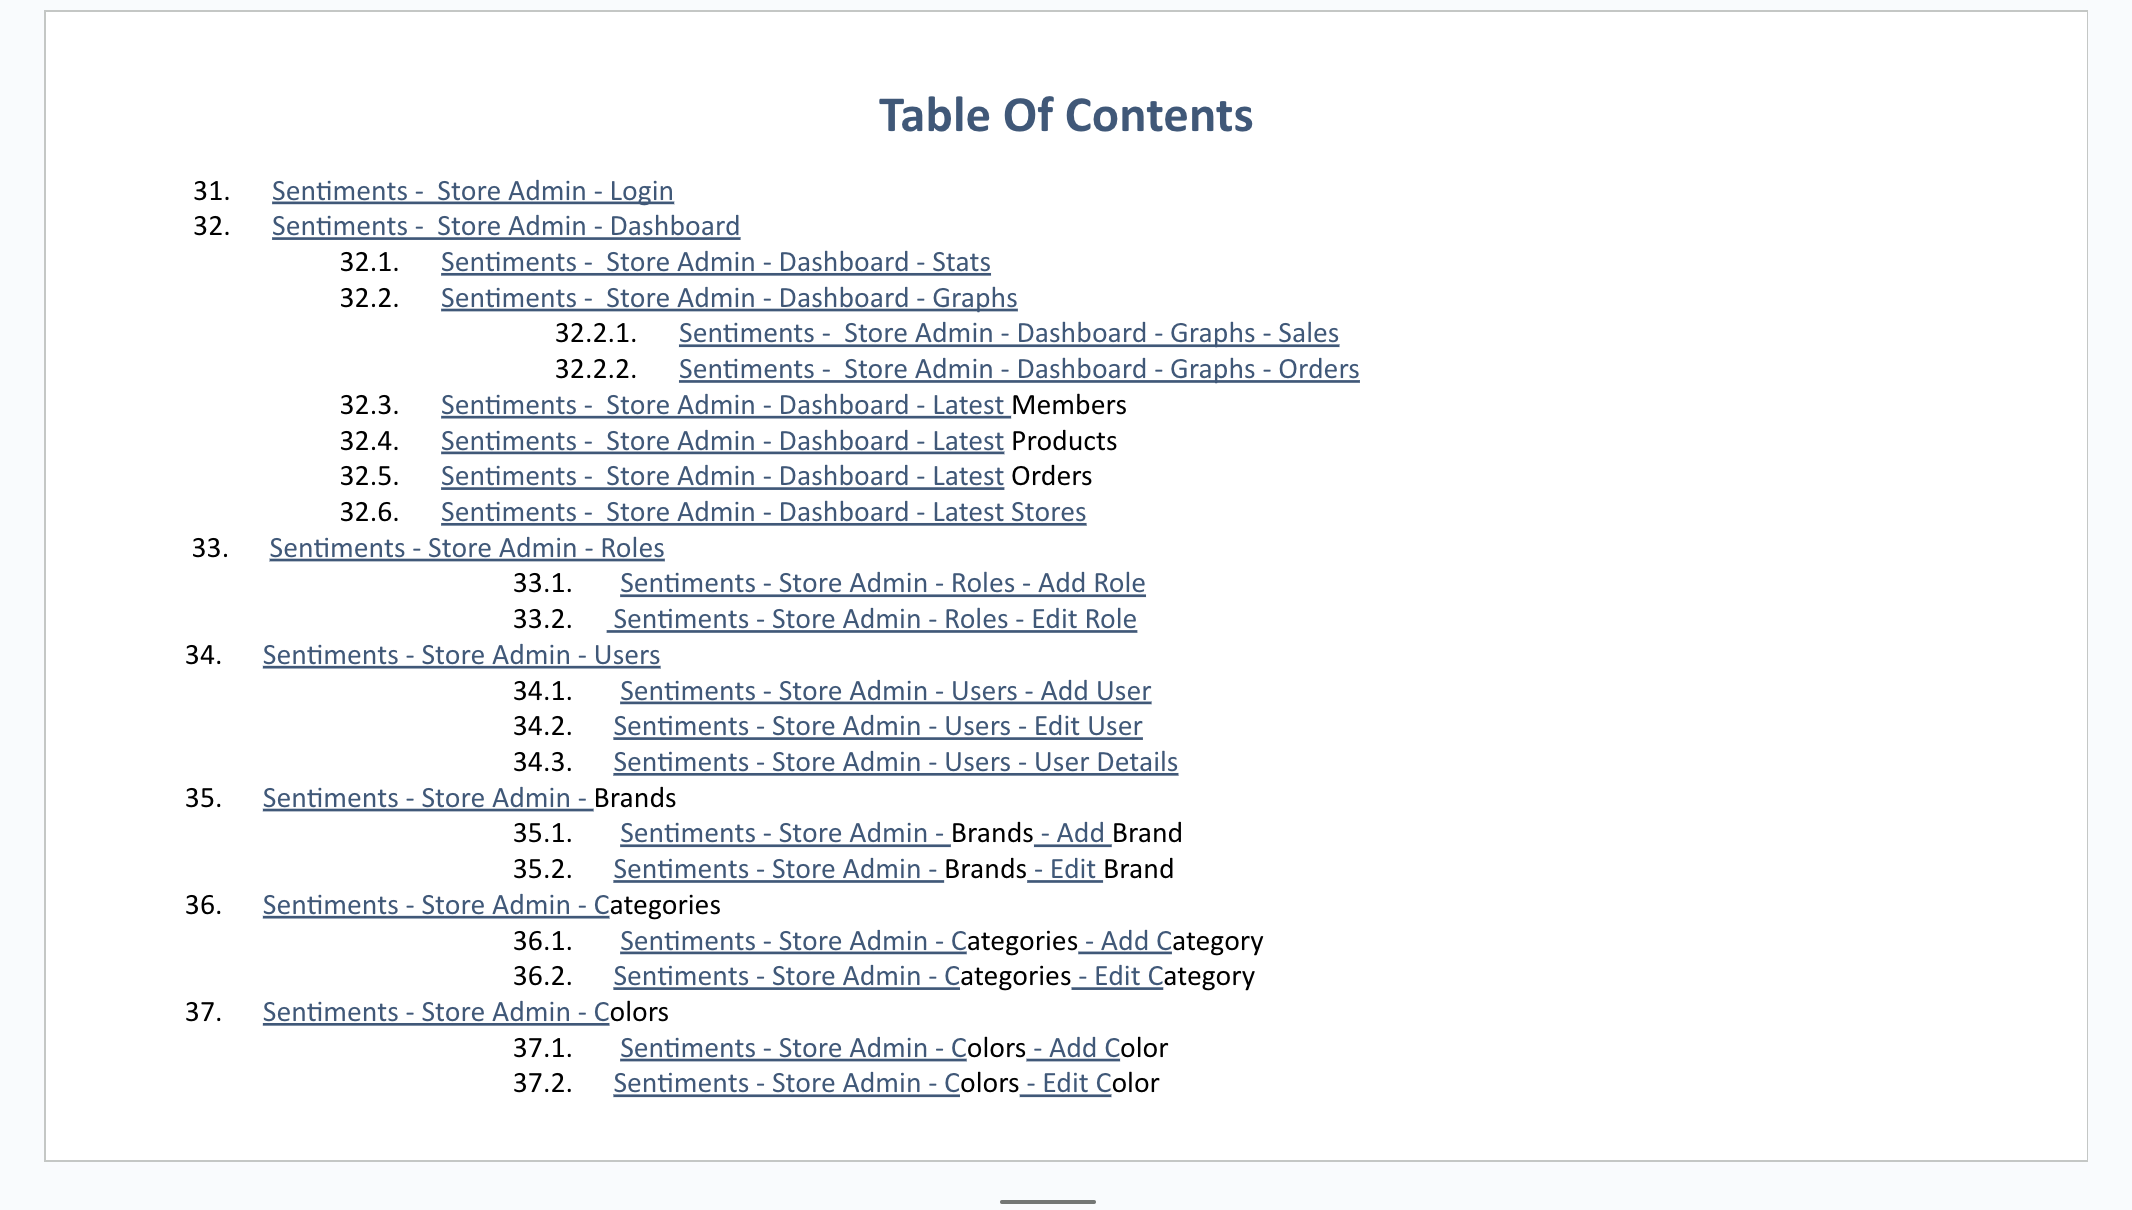 Table Of Contents
31. Sentiments -  Store Admin - Login
32. Sentiments -  Store Admin - Dashboard
32.1. Sentiments -  Store Admin - Dashboard - Stats
32.2. Sentiments -  Store Admin - Dashboard - Graphs
32.2.1. Sentiments -  Store Admin - Dashboard - Graphs - Sales
32.2.2. Sentiments -  Store Admin - Dashboard - Graphs - Orders
32.3. Sentiments -  Store Admin - Dashboard - Latest Members
32.4. Sentiments -  Store Admin - Dashboard - Latest Products
32.5. Sentiments -  Store Admin - Dashboard - Latest Orders
32.6. Sentiments -  Store Admin - Dashboard - Latest Stores
33. Sentiments - Store Admin - Roles
33.1. Sentiments - Store Admin - Roles - Add Role
33.2. Sentiments - Store Admin - Roles - Edit Role
34. Sentiments - Store Admin - Users
34.1. Sentiments - Store Admin - Users - Add User
34.2. Sentiments - Store Admin - Users - Edit User
34.3. Sentiments - Store Admin - Users - User Details
35. Sentiments - Store Admin - Brands
35.1. Sentiments - Store Admin - Brands - Add Brand
35.2. Sentiments - Store Admin - Brands - Edit Brand
36. Sentiments - Store Admin - Categories
36.1. Sentiments - Store Admin - Categories - Add Category
36.2. Sentiments - Store Admin - Categories - Edit Category
37. Sentiments - Store Admin - Colors
37.1. Sentiments - Store Admin - Colors - Add Color
37.2. Sentiments - Store Admin - Colors - Edit Color